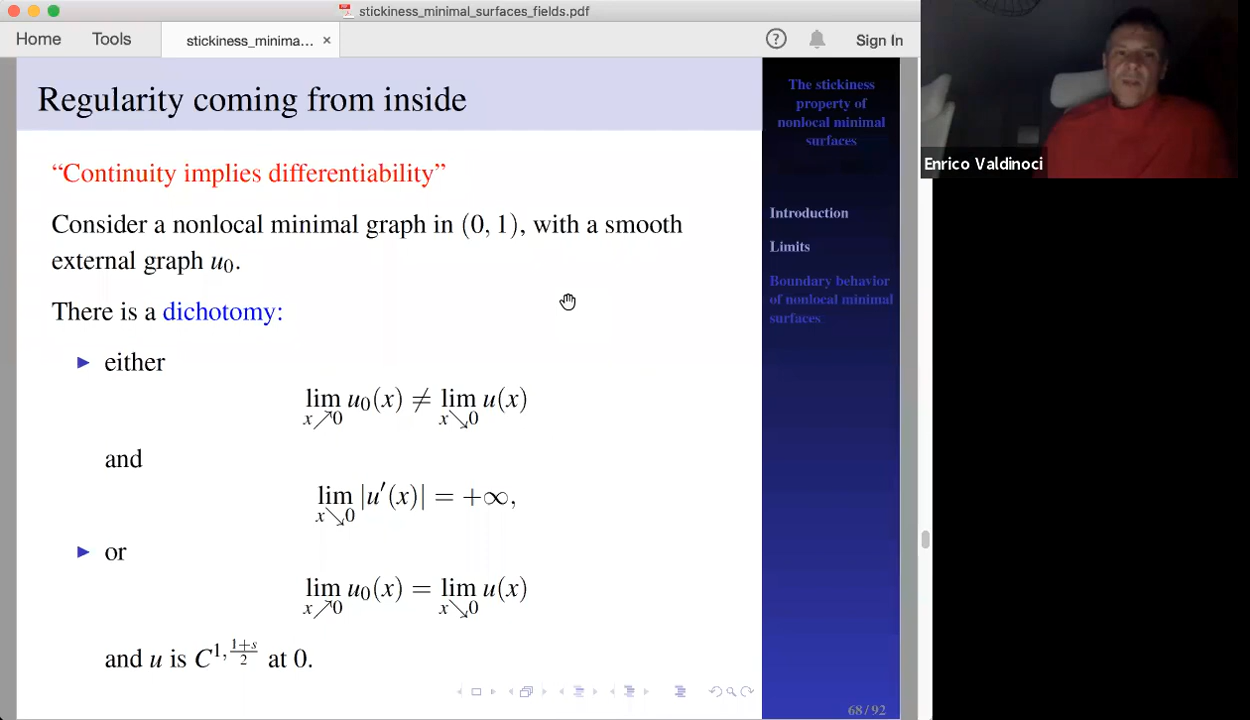 stickiness_minimal_surfaces_fields.pdf
Home Tools stickiness_minima... × ? Sign In
Regularity coming from inside
“Continuity implies differentiability”
Consider a nonlocal minimal graph in (0, 1), with a smooth
external graph u₀.
There is a dichotomy:
▶ either
lim u₀(x) ≠ lim u(x)
x↗0 x↘0
and
lim |u′(x)| = +∞,
x↘0
▶ or
lim u₀(x) = lim u(x)
x↗0 x↘0
and u is C^{1,\frac{1+s}{2}} at 0.
The stickiness
property of
nonlocal minimal
surfaces
Introduction
Limits
Boundary behavior
of nonlocal minimal
surfaces
68/92
Enrico Valdinoci